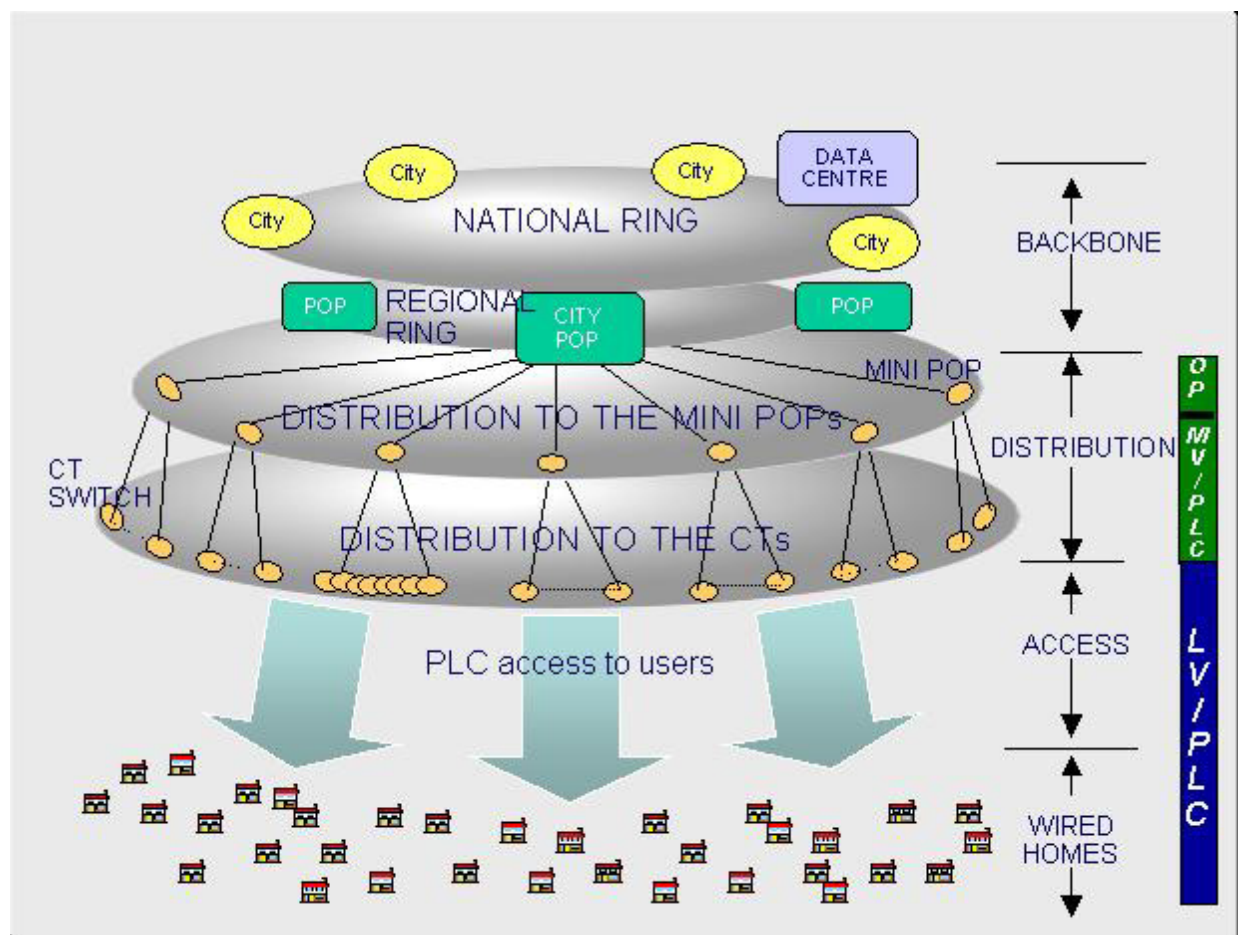 City
City
DATA
CENTRE
City
NATIONAL RING
City
BACKBONE
POP
REGIONAL
RING
CITY
POP
POP
MINI POP
OP
DISTRIBUTION TO THE MINI POPs
DISTRIBUTION
MV/PLC
CT
SWITCH
DISTRIBUTION TO THE CTs
PLC access to users
ACCESS
LV/PLC
WIRED
HOMES